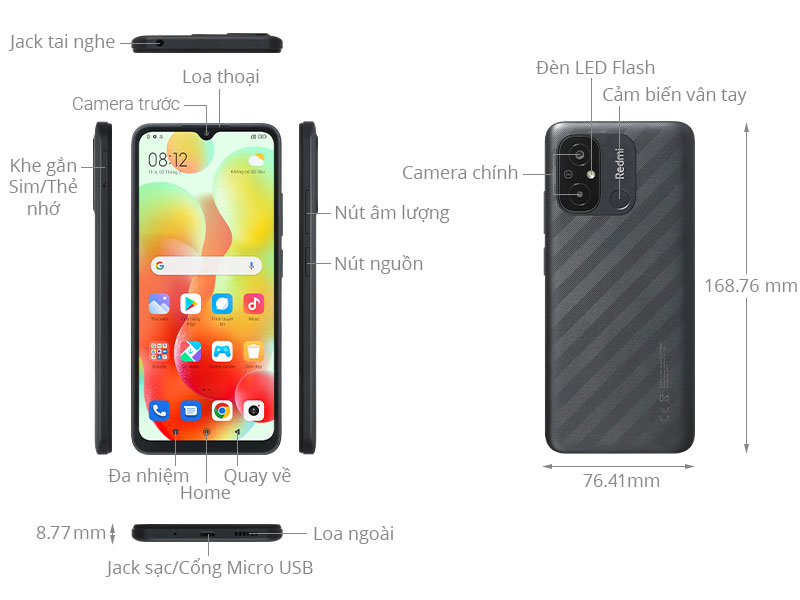 Jack tai nghe
Loa thoại
Camera trước
Khe gắn
Sim/Thẻ
nhớ
08:12
Nút âm lượng
Nút nguồn
Đa nhiệm
Home
Quay về
8.77mm
Loa ngoài
Jack sạc/Cổng Micro USB
Đèn LED Flash
Cảm biến vân tay
Camera chính
Redmi
168.76 mm
76.41mm